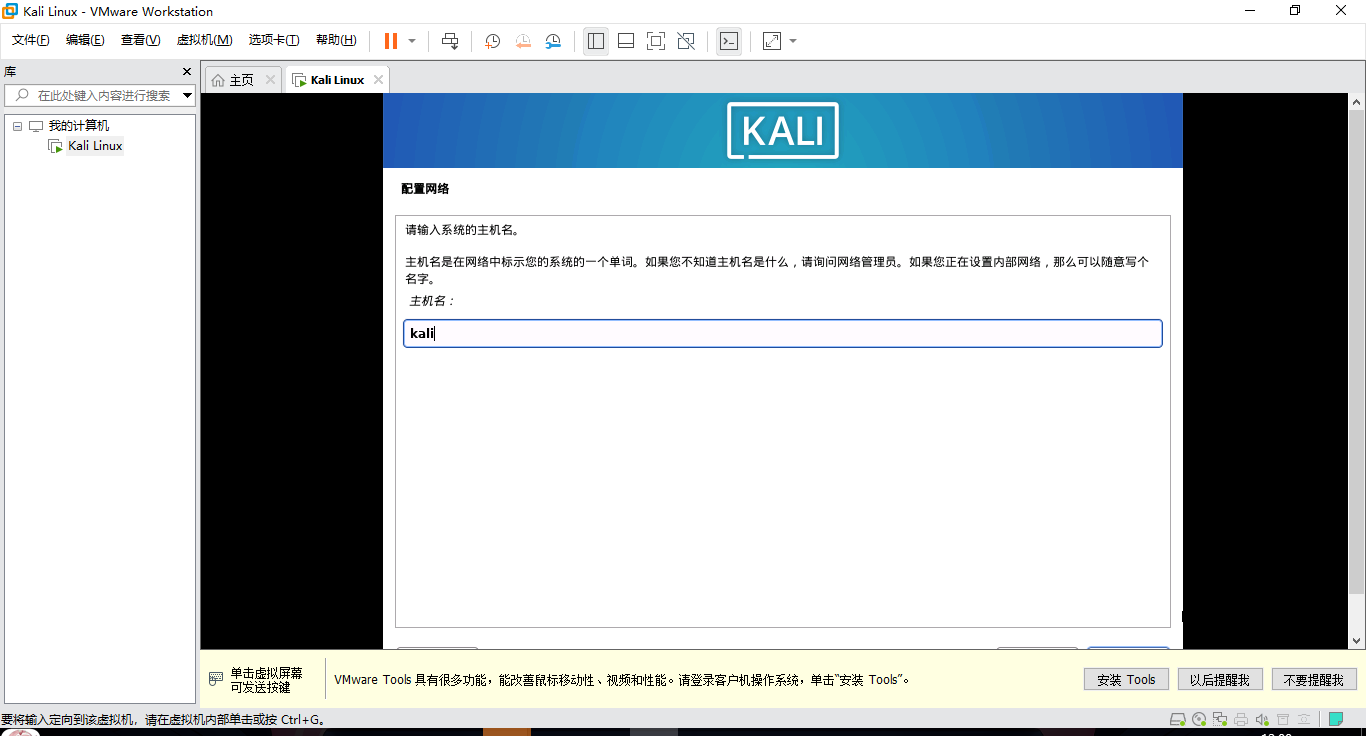 Kali Linux - VMware Workstation
文件(F) 编辑(E) 查看(V) 虚拟机(M) 选项卡(T) 帮助(H)
库
在此处键入内容进行搜索
我的计算机
Kali Linux
主页
Kali Linux
KALI
配置网络
请输入系统的主机名。
主机名是在网络中标示您的系统的一个单词。如果您不知道主机名是什么，请询问网络管理员。如果您正在设置内部网络，那么可以随意写个
名字。
主机名：
kali
单击虚拟屏幕
可发送按键
VMware Tools 具有很多功能，能改善鼠标移动性、视频和性能。请登录客户机操作系统，单击“安装 Tools”。
安装 Tools
以后提醒我
不要提醒我
要将输入定向到该虚拟机，请在虚拟机内部单击或按 Ctrl+G。